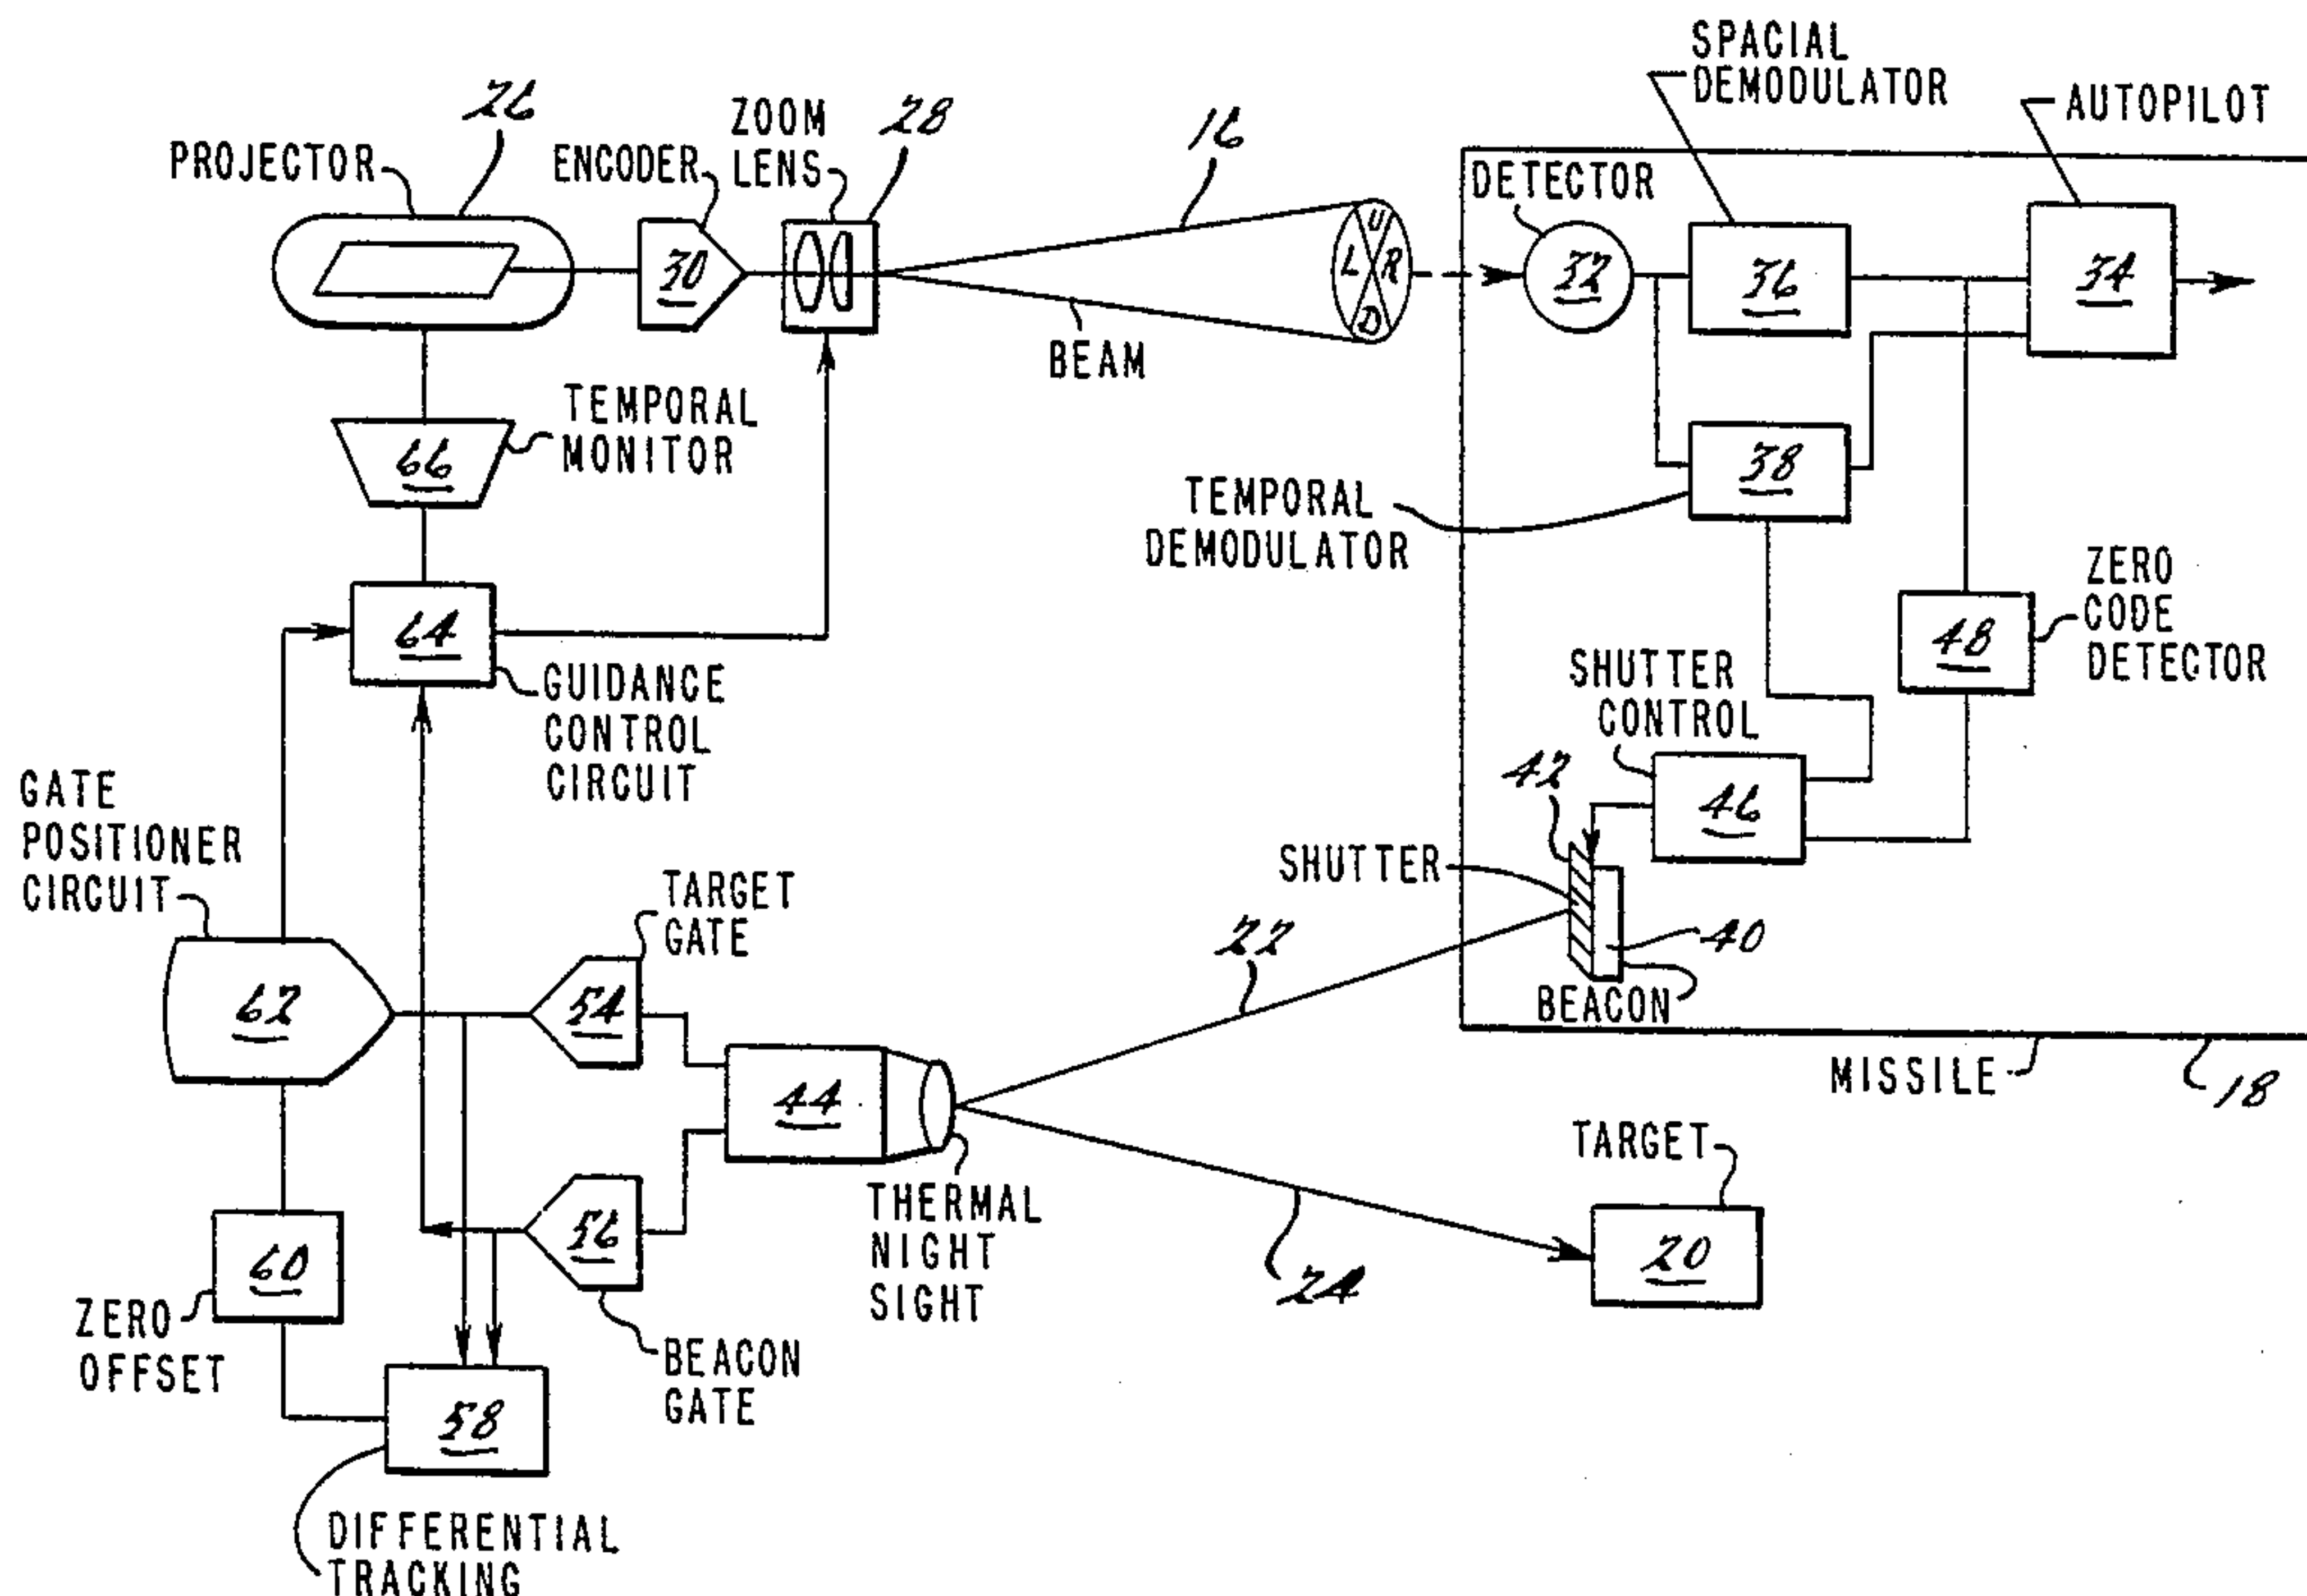 SPACIAL
DEMODULATOR
AUTOPILOT
26
ZOOM
LENS
28
16
PROJECTOR
ENCODER
DETECTOR
30
U
L
R
D
32
36
34
BEAM
TEMPORAL
MONITOR
66
38
TEMPORAL
DEMODULATOR
ZERO
CODE
DETECTOR
48
64
GUIDANCE
CONTROL
CIRCUIT
SHUTTER
CONTROL
42
46
GATE
POSITIONER
CIRCUIT
SHUTTER
TARGET
GATE
22
40
BEACON
62
54
44
MISSILE
18
TARGET
THERMAL
NIGHT
SIGHT
56
20
24
60
ZERO
OFFSET
BEACON
GATE
58
DIFFERENTIAL
TRACKING